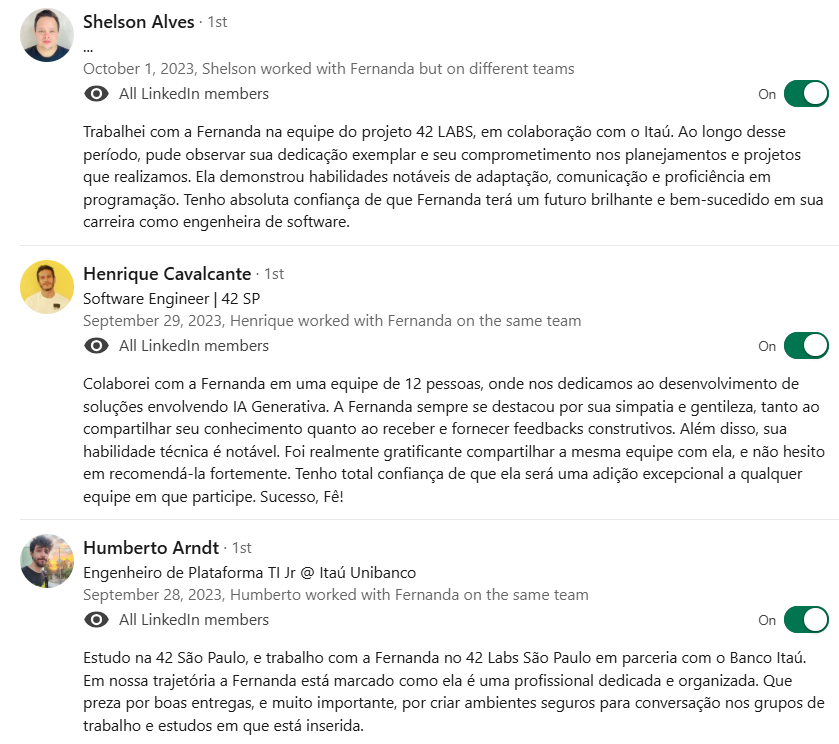 Shelson Alves · 1st
...
October 1, 2023, Shelson worked with Fernanda but on different teams
All LinkedIn members
On
Trabalhei com a Fernanda na equipe do projeto 42 LABS, em colaboração com o Itaú. Ao longo desse
período, pude observar sua dedicação exemplar e seu comprometimento nos planejamentos e projetos
que realizamos. Ela demonstrou habilidades notáveis de adaptação, comunicação e proficiência em
programação. Tenho absoluta confiança de que Fernanda terá um futuro brilhante e bem-sucedido em sua
carreira como engenheira de software.
Henrique Cavalcante · 1st
Software Engineer | 42 SP
September 29, 2023, Henrique worked with Fernanda on the same team
All LinkedIn members
On
Colaborei com a Fernanda em uma equipe de 12 pessoas, onde nos dedicamos ao desenvolvimento de
soluções envolvendo IA Generativa. A Fernanda sempre se destacou por sua simpatia e gentileza, tanto ao
compartilhar seu conhecimento quanto ao receber e fornecer feedbacks construtivos. Além disso, sua
habilidade técnica é notável. Foi realmente gratificante compartilhar a mesma equipe com ela, e não hesito
em recomendá-la fortemente. Tenho total confiança de que ela será uma adição excepcional a qualquer
equipe em que participe. Sucesso, Fê!
Humberto Arndt · 1st
Engenheiro de Plataforma TI Jr @ Itaú Unibanco
September 28, 2023, Humberto worked with Fernanda on the same team
All LinkedIn members
On
Estudo na 42 São Paulo, e trabalho com a Fernanda no 42 Labs São Paulo em parceria com o Banco Itaú.
Em nossa trajetória a Fernanda está marcado como ela é uma profissional dedicada e organizada. Que
preza por boas entregas, e muito importante, por criar ambientes seguros para conversação nos grupos de
trabalho e estudos em que está inserida.